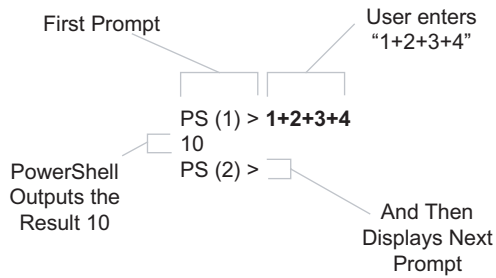 First Prompt
User enters
“1+2+3+4”
PS (1) > 1+2+3+4
10
PS (2) >
PowerShell
Outputs the
Result 10
And Then
Displays Next
Prompt